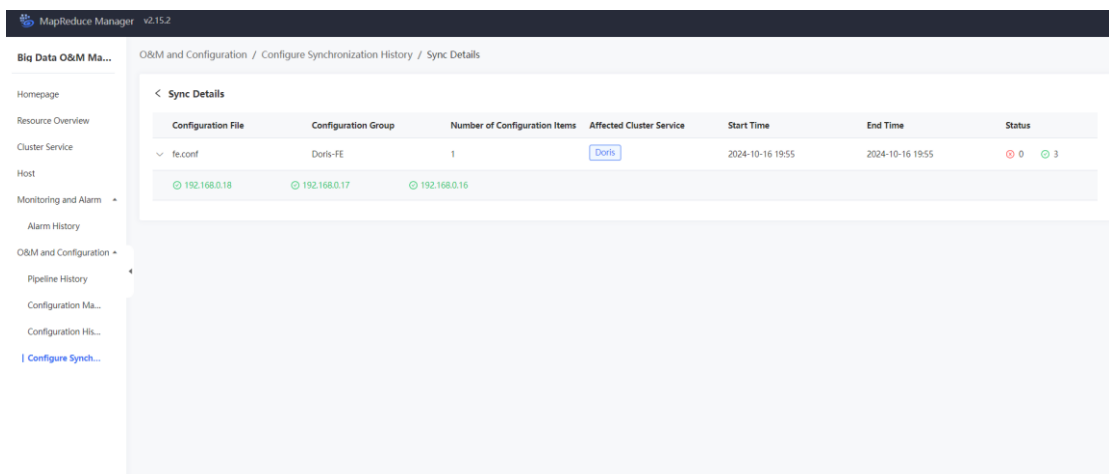 MapReduce Manager v2.15.2
Big Data O&M Ma...
Homepage
Resource Overview
Cluster Service
Host
Monitoring and Alarm
Alarm History
O&M and Configuration
Pipeline History
Configuration Ma...
Configuration His...
Configure Synch...
O&M and Configuration / Configure Synchronization History / Sync Details
Sync Details
Configuration File Configuration Group Number of Configuration Items Affected Cluster Service Start Time End Time Status
fe.conf Doris-FE 1 Doris 2024-10-16 19:55 2024-10-16 19:55 0 3
192.168.0.18 192.168.0.17 192.168.0.16